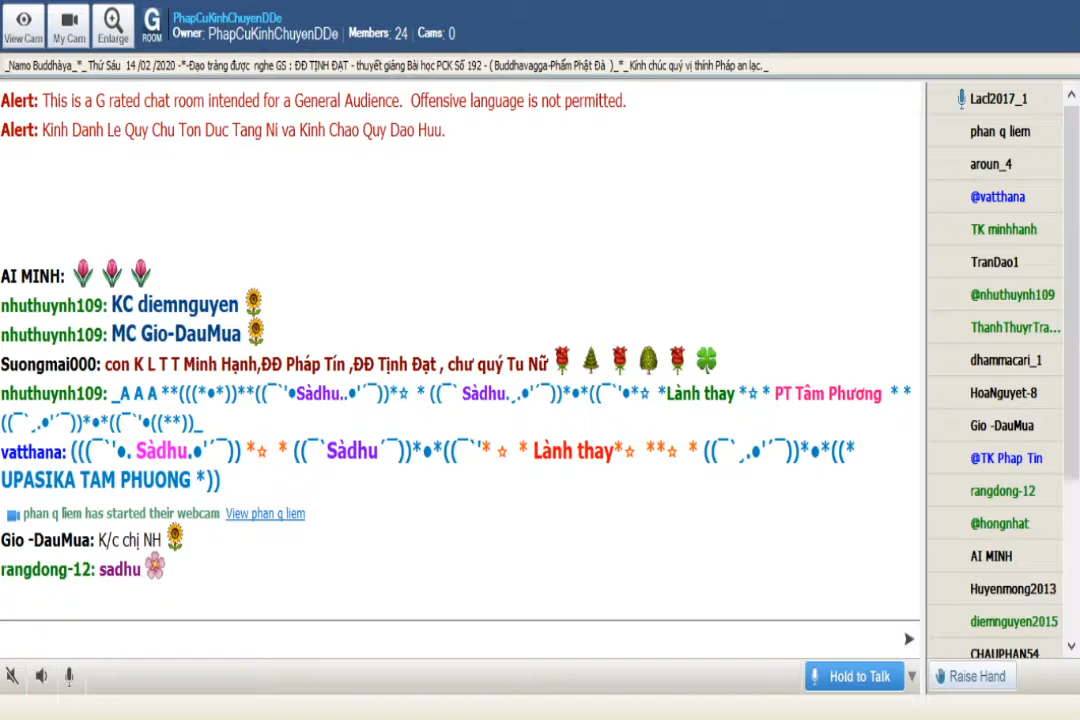 View Cam
My Cam
Enlarge
G
ROOM
PhapCuKinhChuyenDDe
Owner: PhapCuKinhChuyenDDe Members: 24 Cams: 0
_Namo Buddhàya_*_ Thứ Sáu 14 /02 /2020 -*-Đạo tràng được nghe GS : ĐĐ TỊNH ĐẠT - thuyết giảng Bài học PCK Số 192 - ( Buddhavagga-Phẩm Phật Đà )_*_ Kính chúc quý vị thính Pháp an lạc._
Alert: This is a G rated chat room intended for a General Audience. Offensive language is not permitted.
Alert: Kinh Danh Le Quy Chu Ton Duc Tang Ni va Kinh Chao Quy Dao Huu.
AI MINH:
nhuthuynh109: KC diemnguyen
nhuthuynh109: MC Gio-DauMua
Suongmai000: con K L T T Minh Hạnh,ĐĐ Pháp Tín ,ĐĐ Tịnh Đạt , chư quý Tu Nữ
nhuthuynh109: _A A A **(((*•*))**((¯`'•Sàdhu..•'´¯))*☆ * ((¯` Sàdhu.¸.•'´¯))*•*((¯`'•*☆ *Lành thay *☆ * PT Tâm Phương * *
((¯`¸.•'´¯))*•*((¯`'•((**))_
vatthana: (((¯`'•. Sàdhu.•'´¯)) *☆ * ((¯`Sàdhu´¯))*•*((¯`'* ☆ * Lành thay*☆ **☆ * ((¯`¸.•'´¯))*•*((*
UPASIKA TAM PHUONG *))
phan q liem has started their webcam View phan q liem
Gio -DauMua: K/c chị NH
rangdong-12: sadhu
Hold to Talk
Lacl2017_1
phan q liem
aroun_4
@vatthana
TK minhhanh
TranDao1
@nhuthuynh109
ThanhThuyrTra...
dhammacari_1
HoaNguyet-8
Gio -DauMua
@TK Phap Tin
rangdong-12
@hongnhat
AI MINH
Huyenmong2013
diemnguyen2015
CHAUPHAN54
Raise Hand